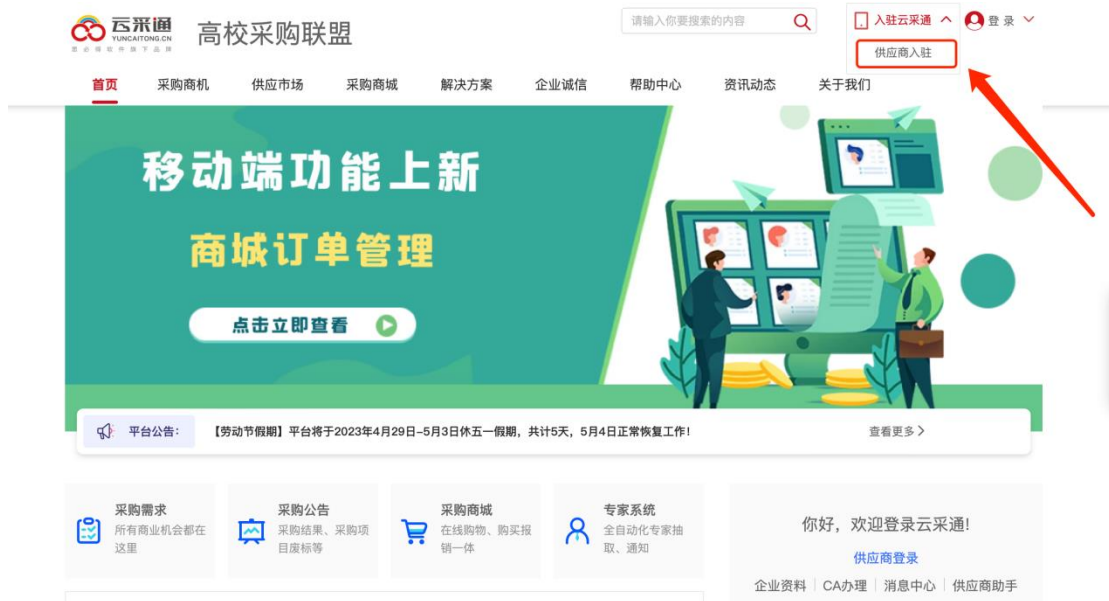 云采通
YUNCAITONG.CN
高校采购联盟
请输入你要搜索的内容
入驻云采通
登录
供应商入驻
首页 采购商机 供应市场 采购商城 解决方案 企业诚信 帮助中心 资讯动态 关于我们
移动端功能上新
商城订单管理
点击立即查看
平台公告: 【劳动节假期】平台将于2023年4月29日-5月3日休五一假期，共计5天，5月4日正常恢复工作!
查看更多
采购需求
所有商业机会都在
这里
采购公告
采购结果、采购项
目废标等
采购商城
在线购物、购买报
销一体
专家系统
全自动化专家抽
取、通知
你好，欢迎登录云采通!
供应商登录
企业资料 CA办理 消息中心 供应商助手